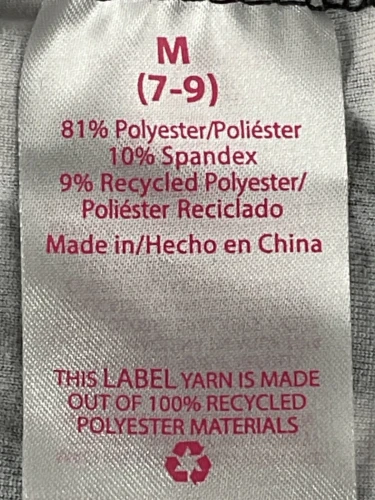 M
(7-9)
81% Polyester/Poliéster
10% Spandex
9% Recycled Polyester/
Poliéster Reciclado
Made in/Hecho en China
THIS LABEL YARN IS MADE
OUT OF 100% RECYCLED
POLYESTER MATERIALS